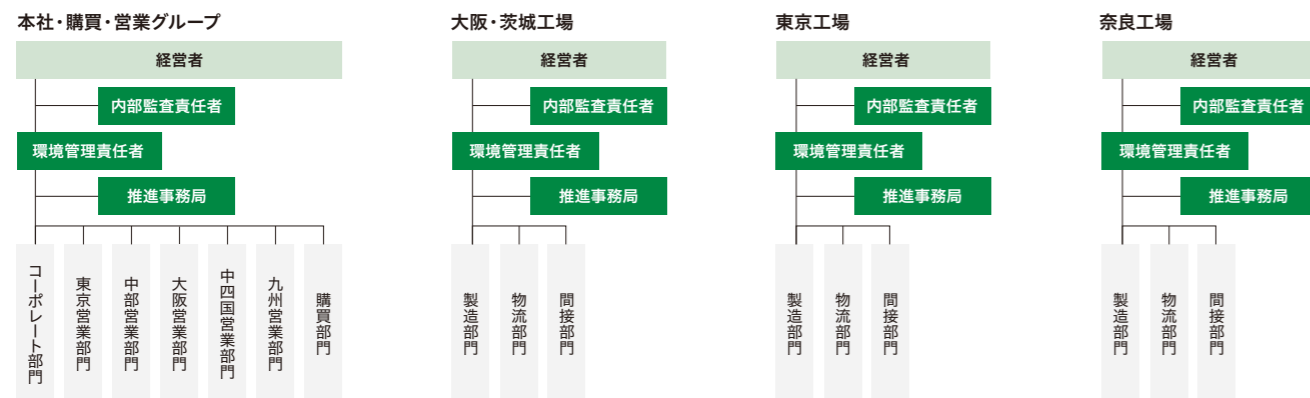 本社・購買・営業グループ
経営者
内部監査責任者
環境管理責任者
推進事務局
コーポレート部門
東京営業部門
中部営業部門
大阪営業部門
中四国営業部門
九州営業部門
購買部門
大阪・茨城工場
経営者
内部監査責任者
環境管理責任者
推進事務局
製造部門
物流部門
間接部門
東京工場
経営者
内部監査責任者
環境管理責任者
推進事務局
製造部門
物流部門
間接部門
奈良工場
経営者
内部監査責任者
環境管理責任者
推進事務局
製造部門
物流部門
間接部門